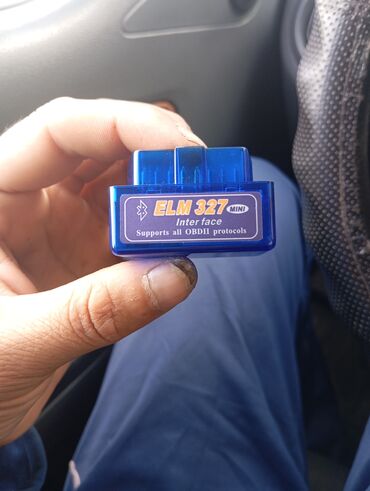 ELM 327 MINI
Inter face
Supports all OBDII protocols